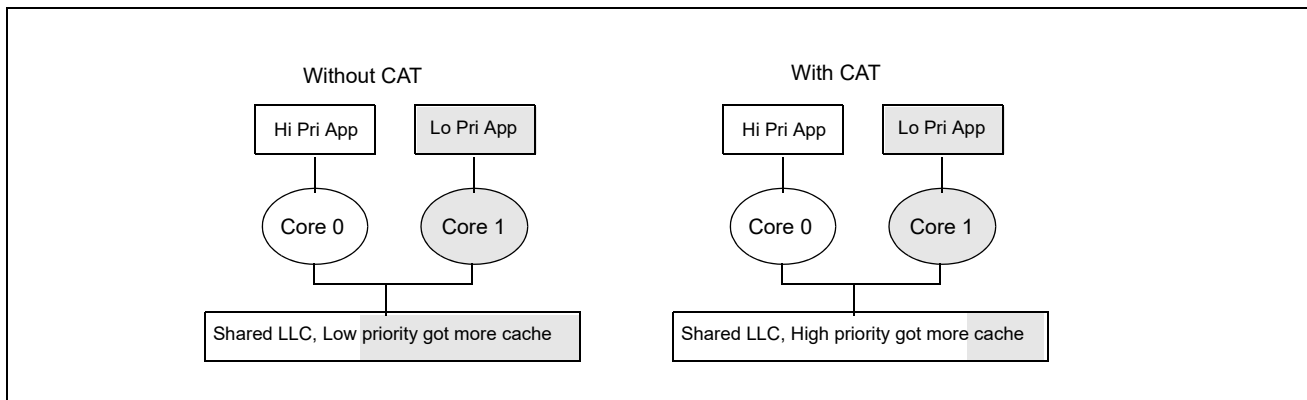 Without CAT
Hi Pri App
Lo Pri App
Core 0
Core 1
Shared LLC, Low priority got more cache
With CAT
Hi Pri App
Lo Pri App
Core 0
Core 1
Shared LLC, High priority got more cache